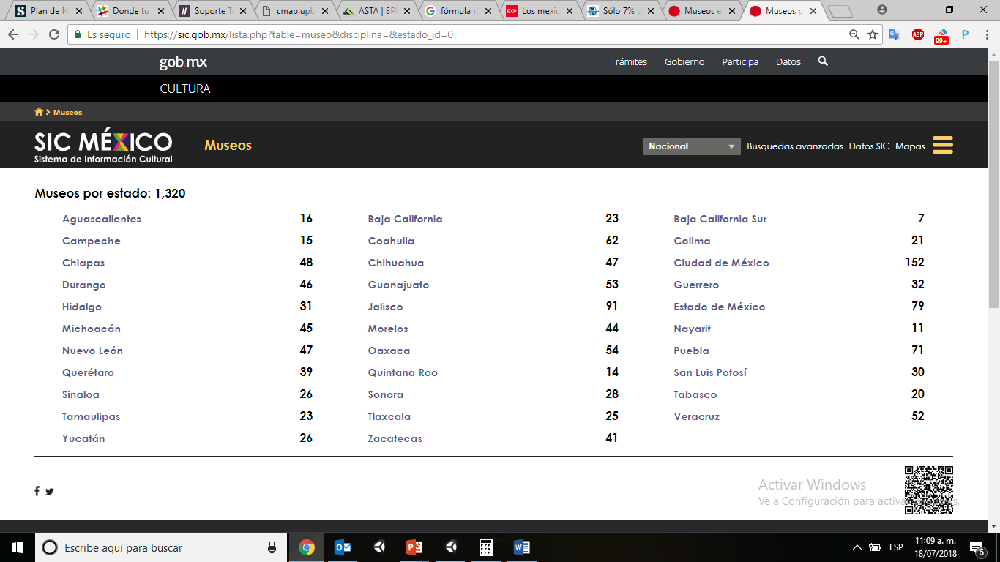 Plan de N
Donde tu
Soporte T
cmap.upb
ASTA | SP
fórmula r
Los mexic
Sólo 7% d
Museos e
Museos p
Es seguro https://sic.gob.mx/lista.php?table=museo&disciplina=&estado_id=0
ABP
99+
P
gob.mx Trámites Gobierno Participa Datos
CULTURA
Museos
SIC MÉXICO
Sistema de Información Cultural
Museos
Nacional Busquedas avanzadas Datos SIC Mapas
Museos por estado: 1,320
Aguascalientes 16 Baja California 23 Baja California Sur 7
Campeche 15 Coahuila 62 Colima 21
Chiapas 48 Chihuahua 47 Ciudad de México 152
Durango 46 Guanajuato 53 Guerrero 32
Hidalgo 31 Jalisco 91 Estado de México 79
Michoacán 45 Morelos 44 Nayarit 11
Nuevo León 47 Oaxaca 54 Puebla 71
Querétaro 39 Quintana Roo 14 San Luis Potosí 30
Sinaloa 26 Sonora 28 Tabasco 20
Tamaulipas 23 Tlaxcala 25 Veracruz 52
Yucatán 26 Zacatecas 41
Activar Windows
Ve a Configuración para
Escribe aquí para buscar
ESP
11:09 a. m.
18/07/2018
6